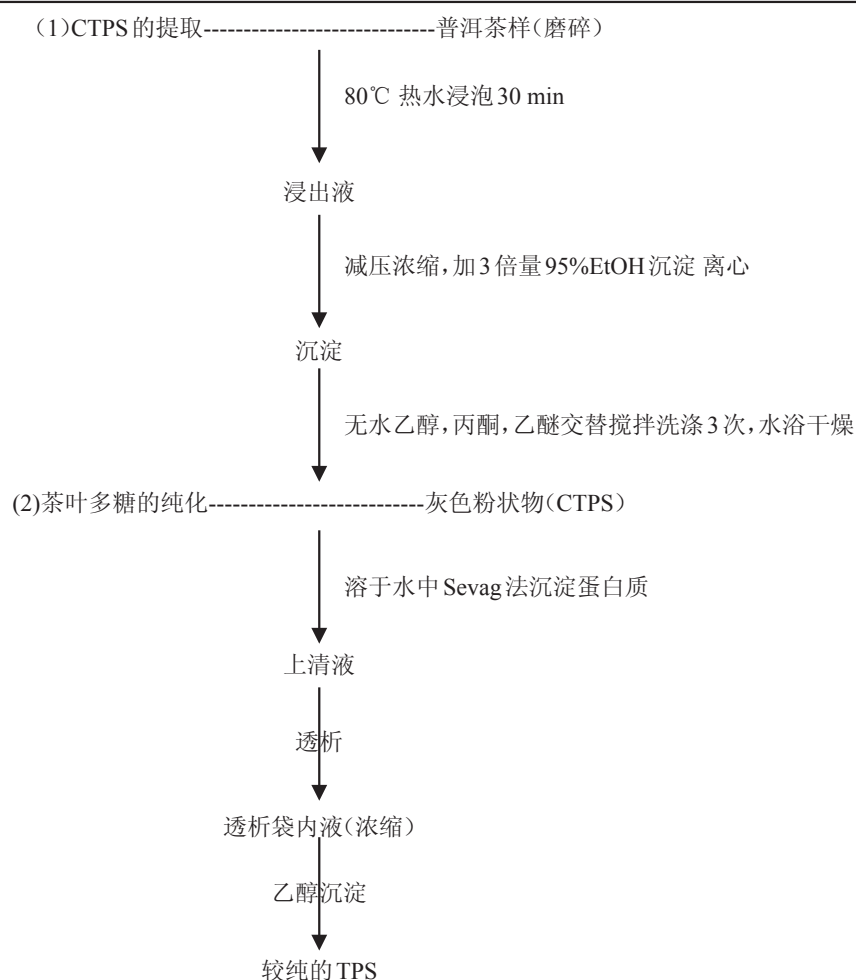 （1）CTPS的提取-----------------------------普洱茶样（磨碎）
80℃ 热水浸泡30 min
浸出液
减压浓缩，加3倍量95%EtOH沉淀 离心
沉淀
无水乙醇，丙酮，乙醚交替搅拌洗涤3次，水浴干燥
(2)茶叶多糖的纯化---------------------------灰色粉状物（CTPS）
溶于水中Sevag法沉淀蛋白质
上清液
透析
透析袋内液（浓缩）
乙醇沉淀
较纯的TPS